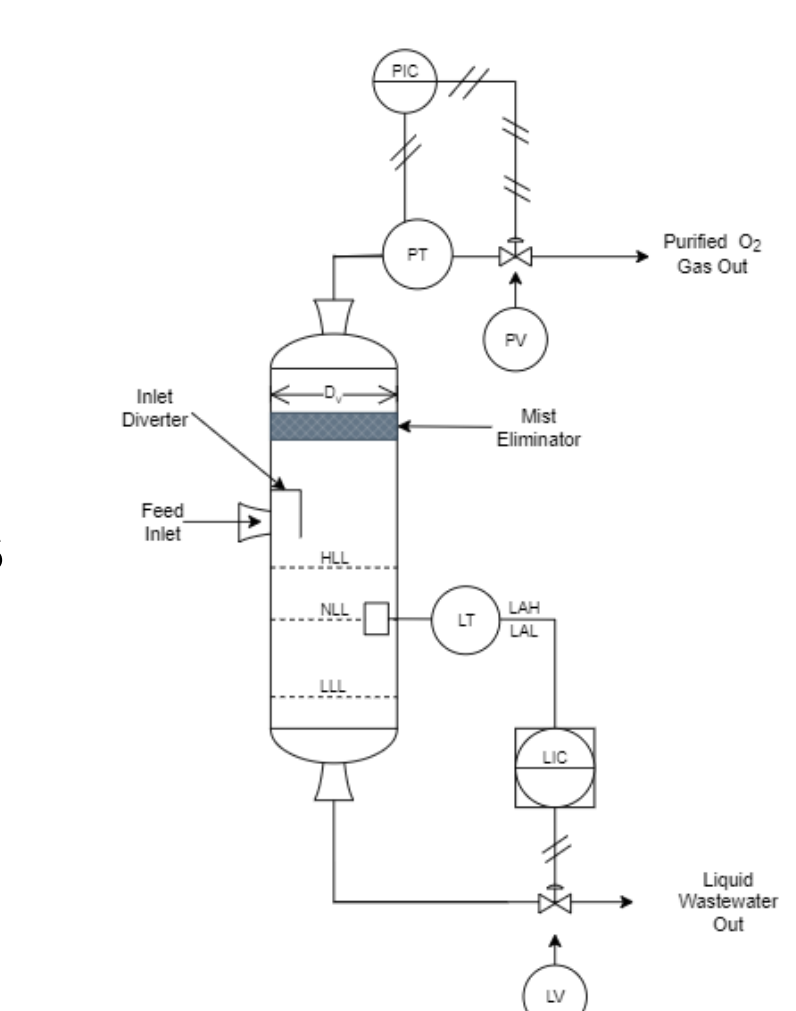 PIC
PT
Purified O₂
Gas Out
PV
Dᵥ
Inlet
Diverter
Mist
Eliminator
Feed
Inlet
HLL
NLL
LT
LAH
LAL
LLL
LIC
Liquid
Wastewater
Out
LV